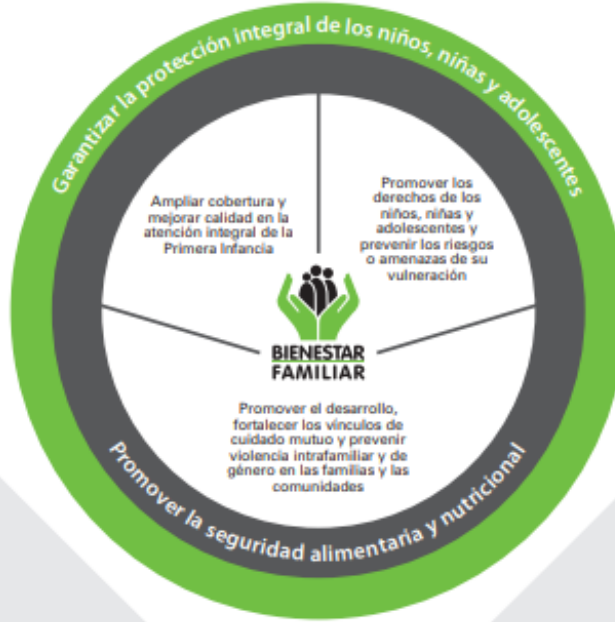 Garantizar la protección integral de los niños, niñas y adolescentes
Ampliar cobertura y
mejorar calidad en la
atención integral de la
Primera Infancia
Promover los
derechos de los
niños, niñas y
adolescentes y
prevenir los riesgos
o amenazas de su
vulneración
BIENESTAR
FAMILIAR
Promover el desarrollo,
fortalecer los vínculos de
cuidado mutuo y prevenir
violencia intrafamiliar y de
género en las familias y las
comunidades
Promover la seguridad alimentaria y nutricional